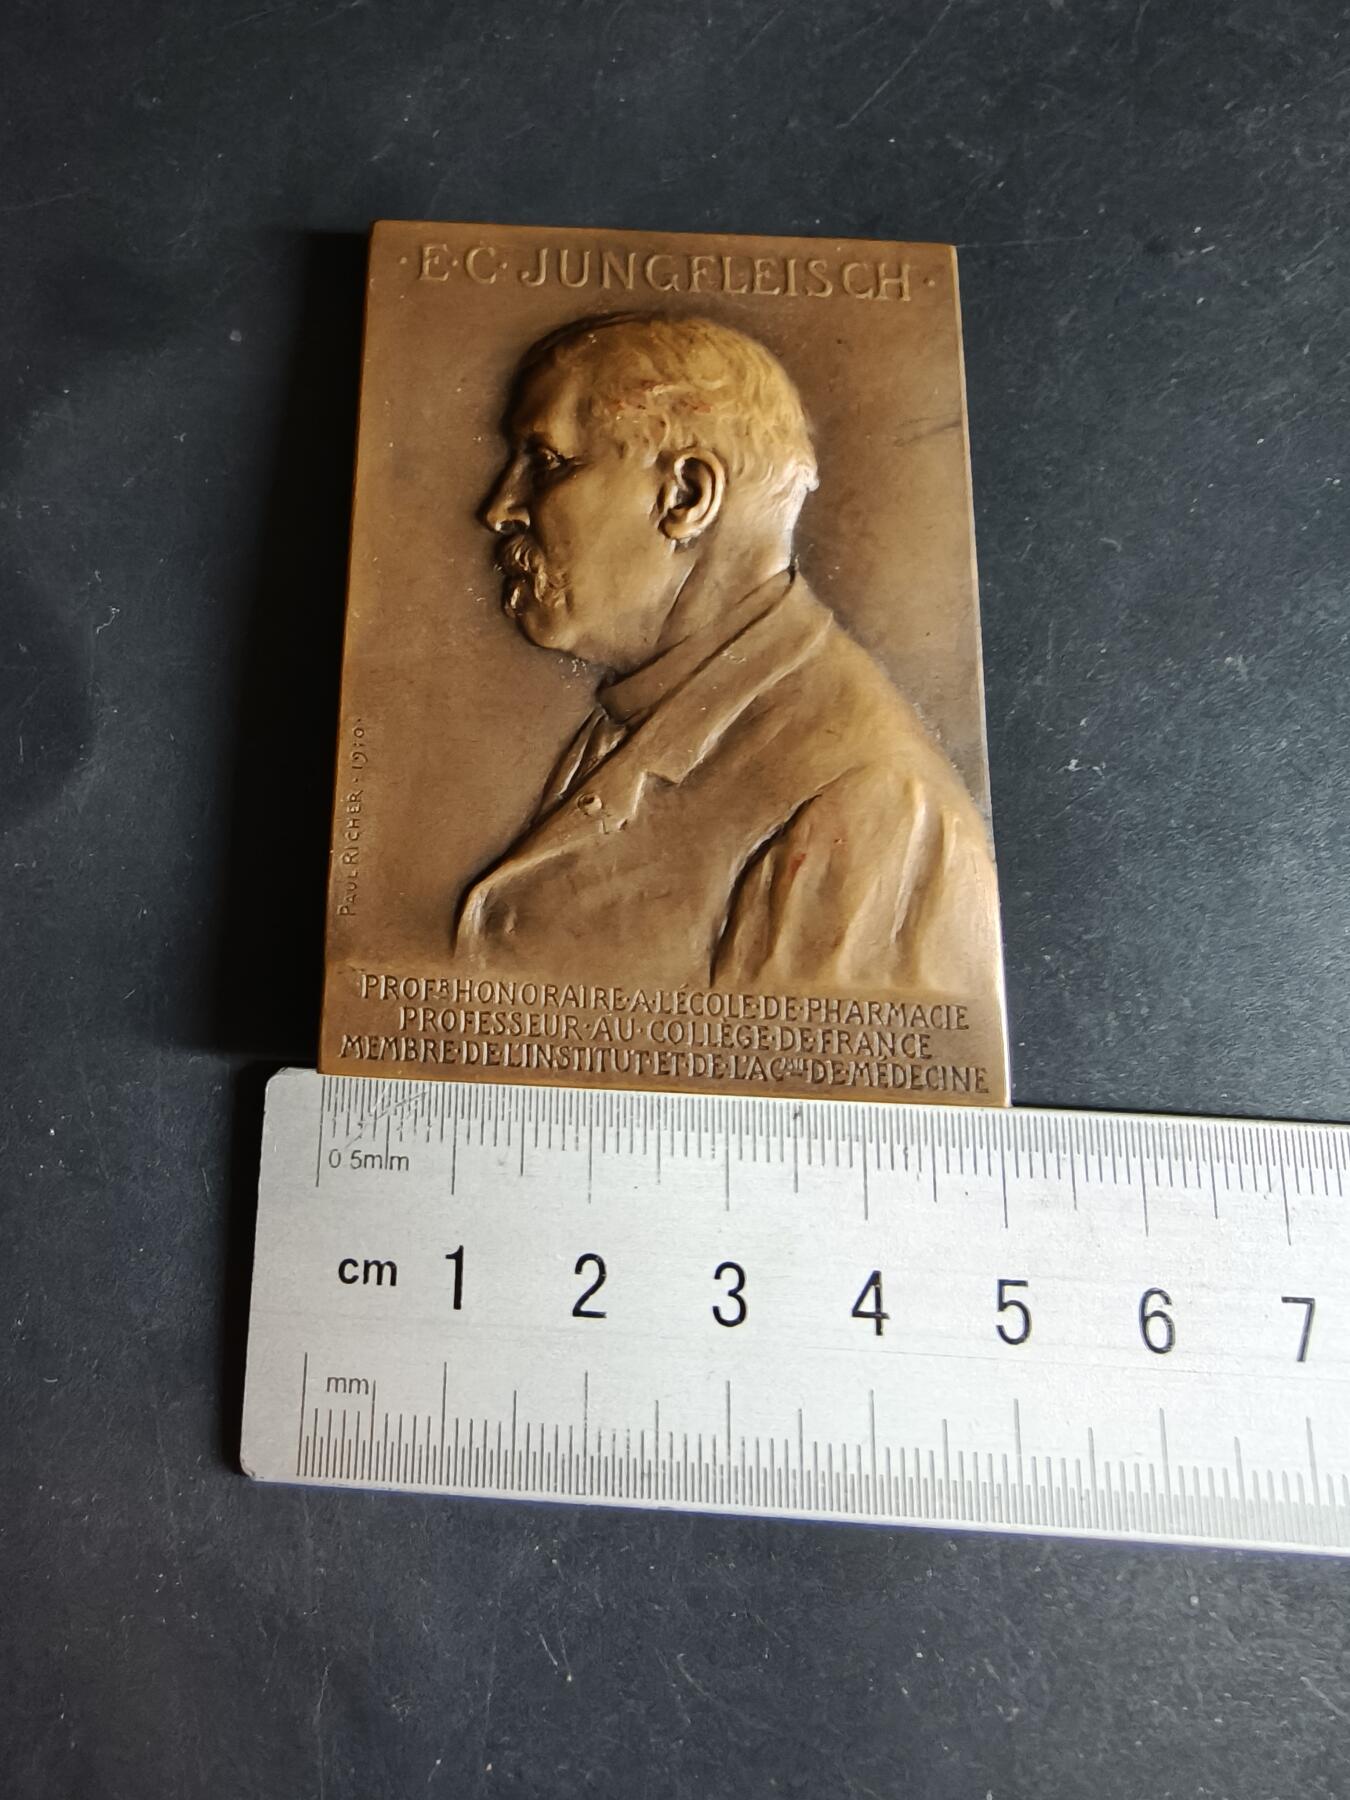 ·E·C·JUNGFLEISCH·
PAUL RICHER · 1910·
PROFR HONORAIRE·A·L'ÉCOLE·DE·PHARMACIE
PROFESSEUR·AU·COLLÈGE·DE FRANCE
MEMBRE·DE·L'INSTITUT·ET·DE·L'ACMIE·DE·MÉDECINE
0 5mm
cm 1 2 3 4 5 6 7
mm